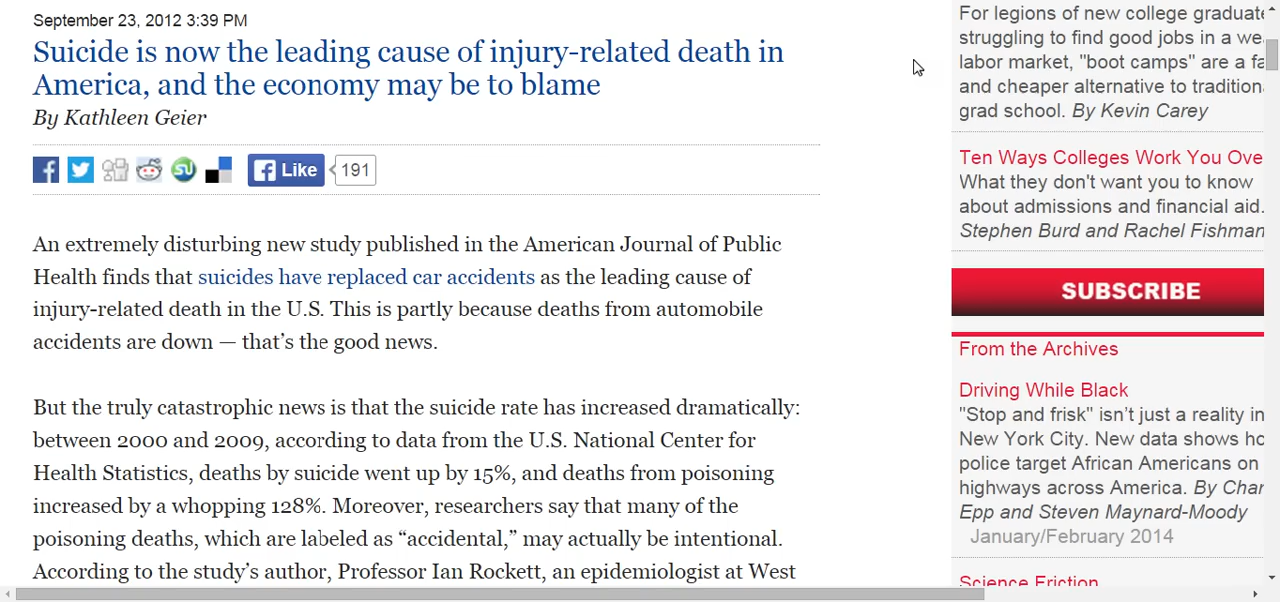 September 23, 2012 3:39 PM
Suicide is now the leading cause of injury-related death in
America, and the economy may be to blame
By Kathleen Geier
Like
191
An extremely disturbing new study published in the American Journal of Public
Health finds that suicides have replaced car accidents as the leading cause of
injury-related death in the U.S. This is partly because deaths from automobile
accidents are down — that’s the good news.
But the truly catastrophic news is that the suicide rate has increased dramatically:
between 2000 and 2009, according to data from the U.S. National Center for
Health Statistics, deaths by suicide went up by 15%, and deaths from poisoning
increased by a whopping 128%. Moreover, researchers say that many of the
poisoning deaths, which are labeled as “accidental,” may actually be intentional.
According to the study’s author, Professor Ian Rockett, an epidemiologist at West
For legions of new college graduate
struggling to find good jobs in a we
labor market, "boot camps" are a fa
and cheaper alternative to tradition
grad school. By Kevin Carey
Ten Ways Colleges Work You Ove
What they don't want you to know
about admissions and financial aid.
Stephen Burd and Rachel Fishman
SUBSCRIBE
From the Archives
Driving While Black
"Stop and frisk" isn’t just a reality in
New York City. New data shows ho
police target African Americans on
highways across America. By Char
Epp and Steven Maynard-Moody
January/February 2014
Science Friction